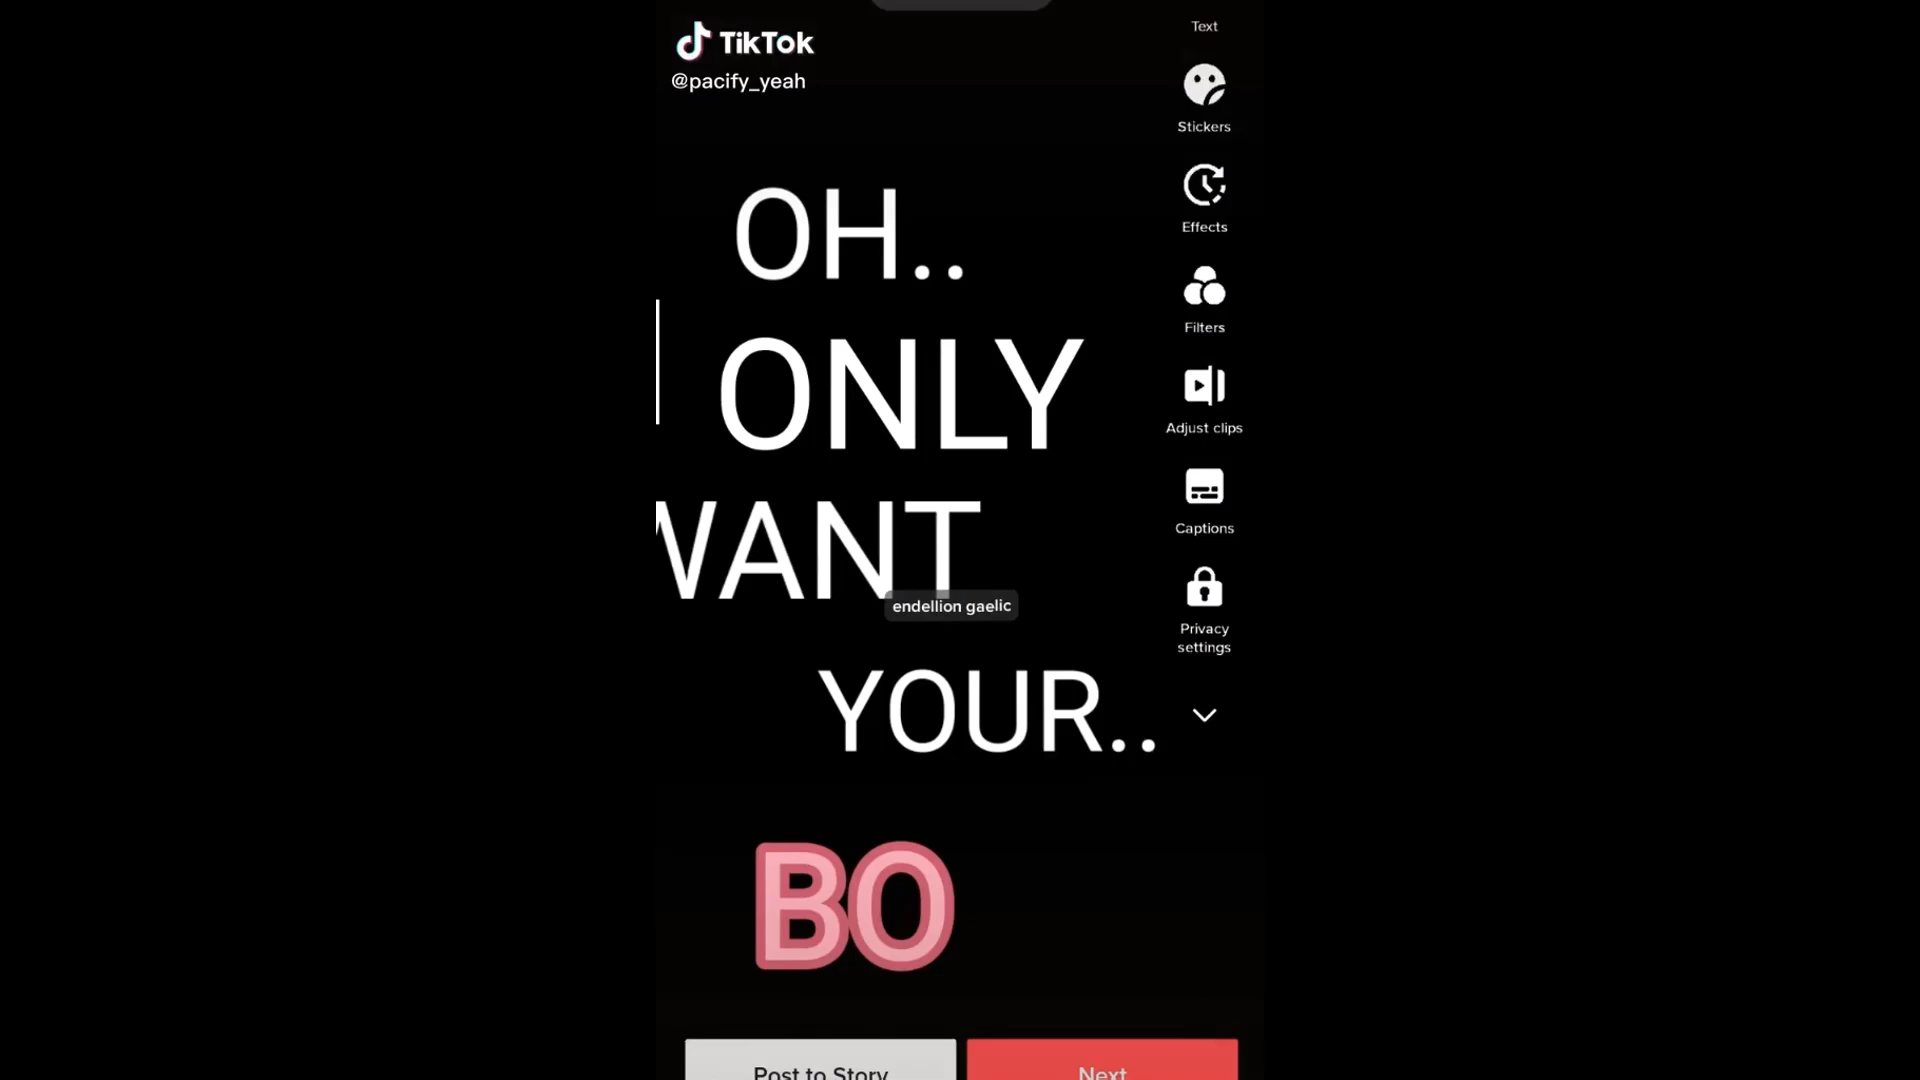 TikTok
@pacify_yeah
Text
Stickers
Effects
Filters
Adjust clips
Captions
Privacy
settings
OH..
ONLY
WANT
endellion gaelic
YOUR..
BO
Post to Story
Next